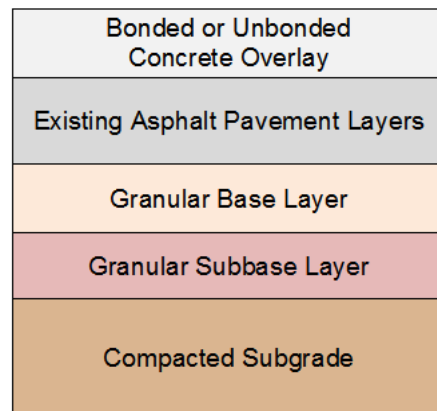 Bonded or Unbonded
Concrete Overlay
Existing Asphalt Pavement Layers
Granular Base Layer
Granular Subbase Layer
Compacted Subgrade